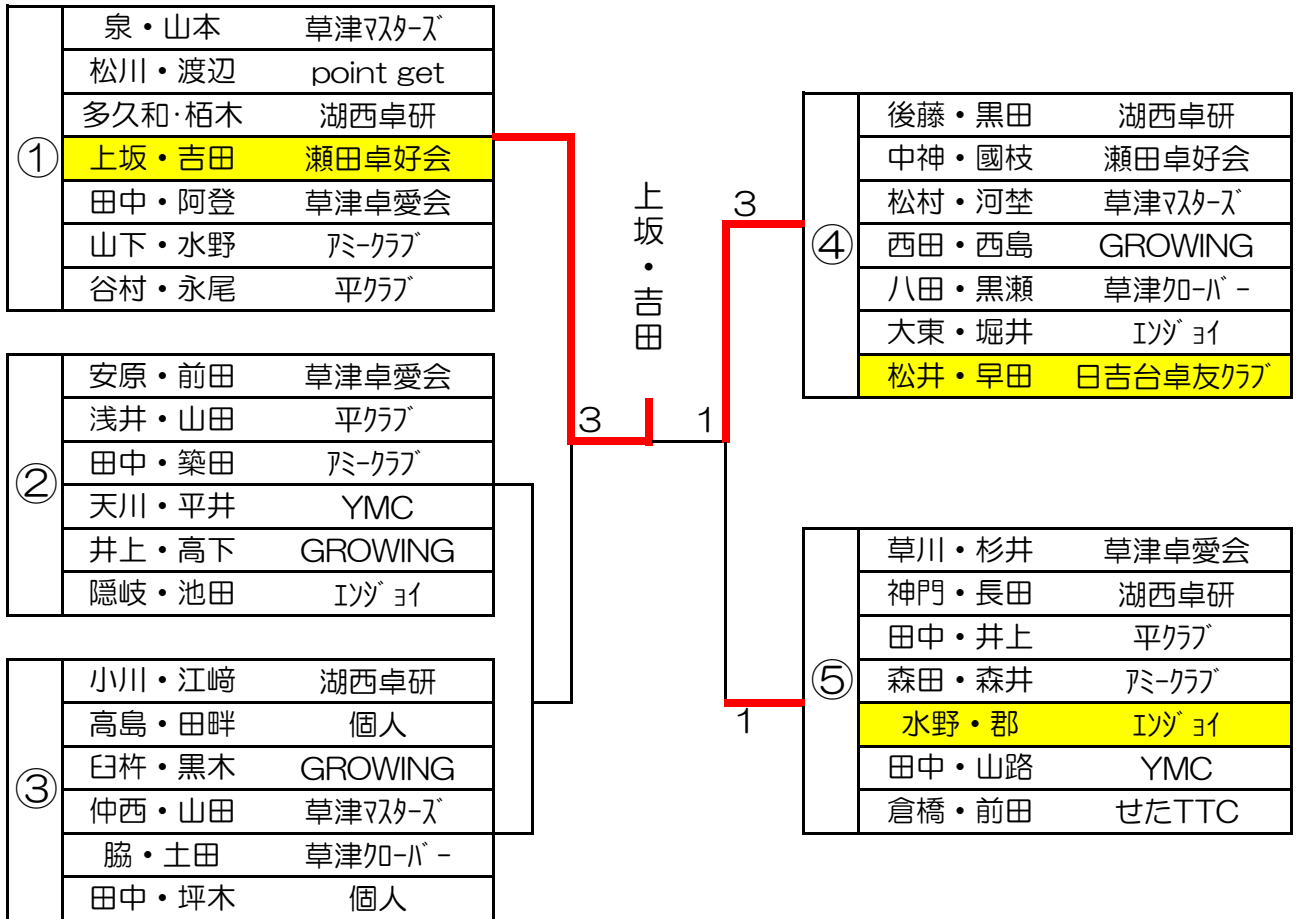 ①
泉・山本 草津ﾏｽﾀｰｽﾞ
松川・渡辺 point get
多久和・栢木 湖西卓研
上坂・吉田 瀬田卓好会
田中・阿登 草津卓愛会
山下・水野 ｱﾐｰｸﾗﾌﾞ
谷村・永尾 平ｸﾗﾌﾞ
②
安原・前田 草津卓愛会
浅井・山田 平ｸﾗﾌﾞ
田中・築田 ｱﾐｰｸﾗﾌﾞ
天川・平井 YMC
井上・高下 GROWING
隠岐・池田 ｴﾝｼﾞｮｲ
③
小川・江﨑 湖西卓研
高島・田畔 個人
臼杵・黒木 GROWING
仲西・山田 草津ﾏｽﾀｰｽﾞ
脇・土田 草津ｸﾛｰﾊﾞｰ
田中・坪木 個人
上坂・吉田
3
1
3
1
④
後藤・黒田 湖西卓研
中神・國枝 瀬田卓好会
松村・河埜 草津ﾏｽﾀｰｽﾞ
西田・西島 GROWING
八田・黒瀬 草津ｸﾛｰﾊﾞｰ
大東・堀井 ｴﾝｼﾞｮｲ
松井・早田 日吉台卓友ｸﾗﾌﾞ
⑤
草川・杉井 草津卓愛会
神門・長田 湖西卓研
田中・井上 平ｸﾗﾌﾞ
森田・森井 ｱﾐｰｸﾗﾌﾞ
水野・郡 ｴﾝｼﾞｮｲ
田中・山路 YMC
倉橋・前田 せたTTC